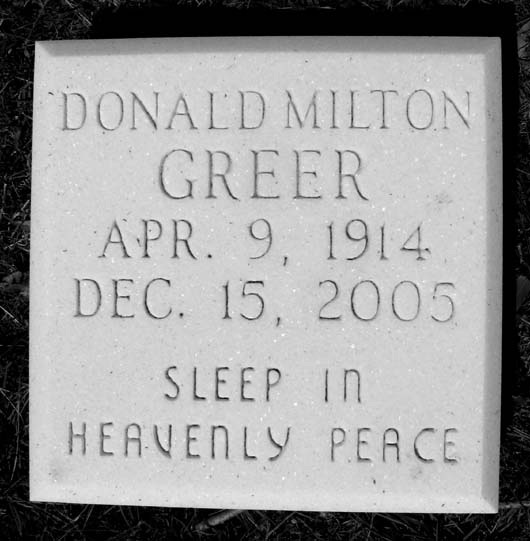 DONALD MILTON
GREER
APR. 9, 1914
DEC. 15, 2005
SLEEP IN
HEAVENLY PEACE